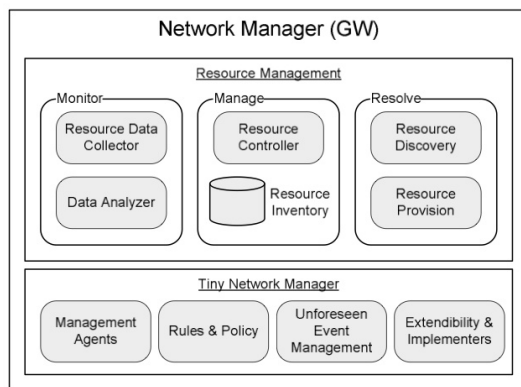 Network Manager (GW)
Resource Management
Monitor
Manage
Resolve
Resource Data
Collector
Resource
Controller
Resource
Discovery
Data Analyzer
Resource
Inventory
Resource
Provision
Tiny Network Manager
Management
Agents
Rules & Policy
Unforeseen
Event
Management
Extendibility &
Implementers